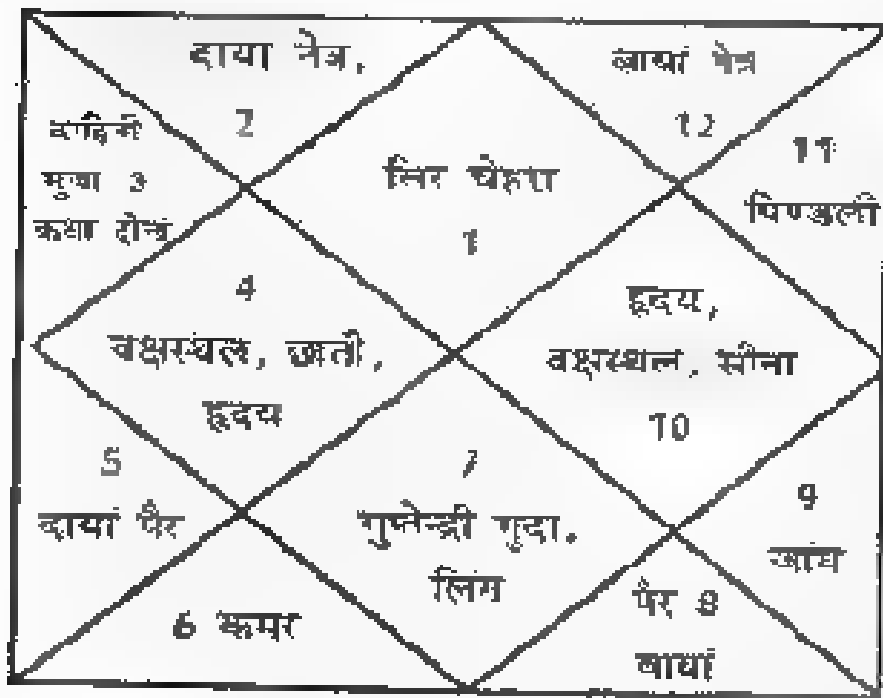 दाया नेत्र,
2
बायां नेत्र
12
दाहिनी
भुजा 3
कंधा दोनों
सिर चेहरा
1
11
पिण्डली
4
वक्षस्थल, छाती,
हृदय
हृदय,
वक्षस्थल, सीना
10
5
दायां पैर
7
गुप्तेन्द्री गुदा,
लिंग
9
जांघ
6 कमर
पैर 8
बायां